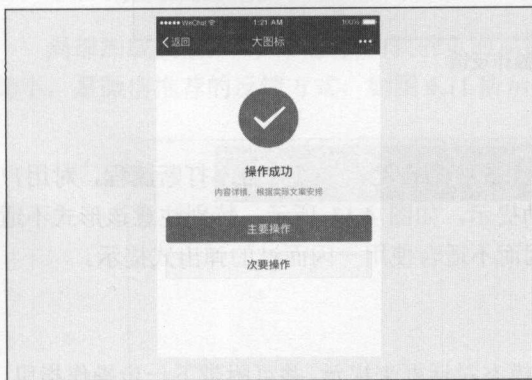 WeChat 1:21 AM 100%
返回 大图标
操作成功
内容详情，根据实际文案安排
主要操作
次要操作